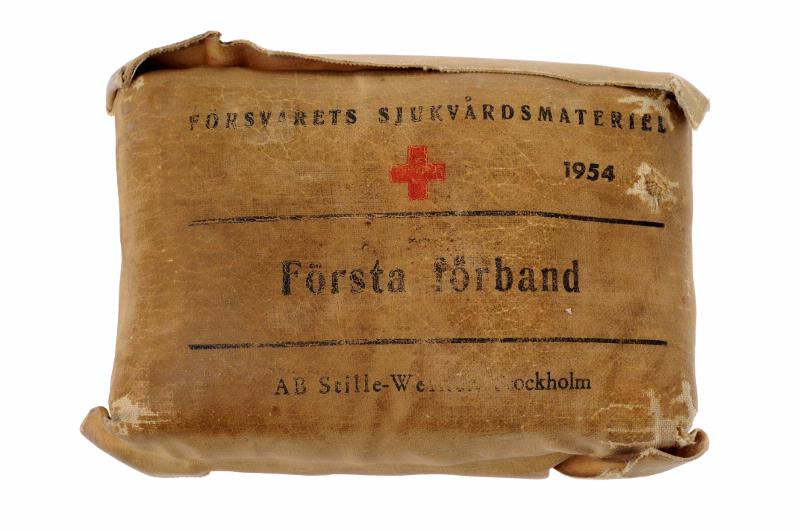 FÖRSVARETS SJUKVÅRDSMATERIEL
1954
Första förband
AB Stille-Werner, Stockholm